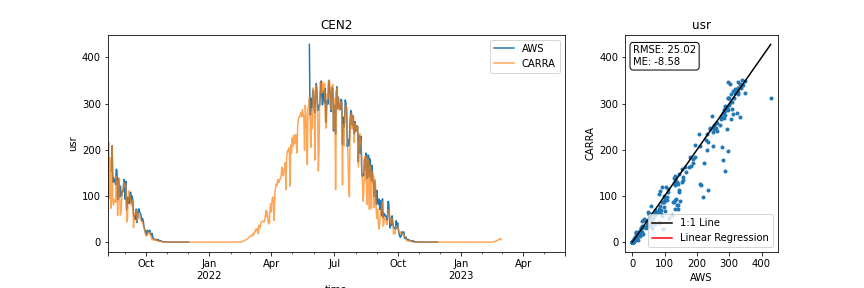 CEN2
usr
AWS
CARRA
400
300
200
100
0
usr
Oct
Jan
2022
Apr
Jul
Oct
Jan
2023
Apr
time
RMSE: 25.02
ME: -8.58
400
300
200
100
0
CARRA
1:1 Line
Linear Regression
0
100
200
300
400
AWS